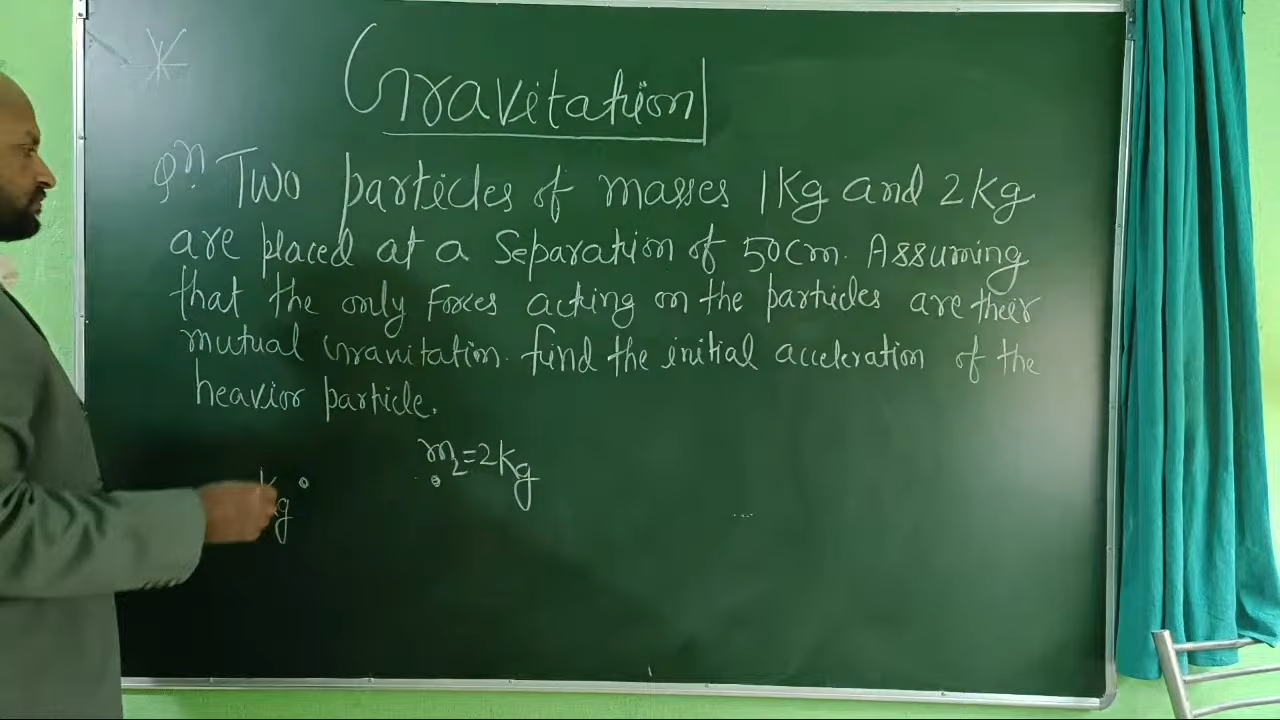 Gravitation
Qn. Two particles of masses 1Kg and 2Kg
are placed at a Separation of 50cm. Assuming
that the only Forces acting on the particles are their
mutual Gravitation. find the initial acceleration of the
heavior particle.
m2=2Kg
Kg